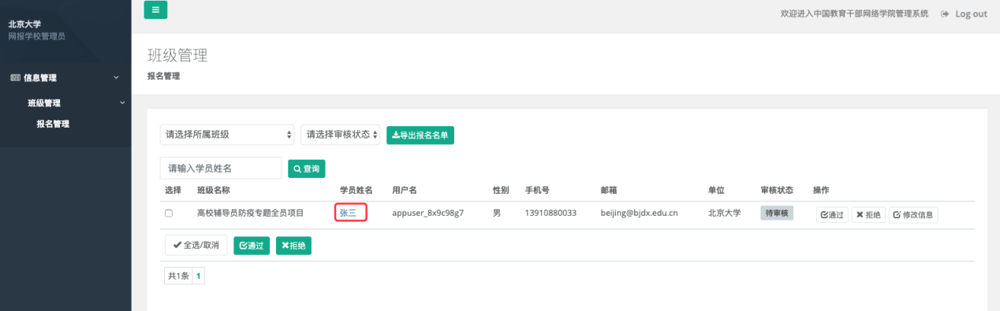 北京大学
网报学校管理员
信息管理
班级管理
报名管理
欢迎进入中国教育干部网络学院管理系统 Log out
班级管理
报名管理
请选择所属班级 请选择审核状态 导出报名名单
请输入学员姓名 查询
选择 班级名称 学员姓名 用户名 性别 手机号 邮箱 单位 审核状态 操作
高校辅导员防疫专题全员项目 张三 appuser_8x9c98g7 男 13910880033 beijing@bjdx.edu.cn 北京大学 待审核 通过 拒绝 修改信息
全选/取消 通过 拒绝
共1条 1